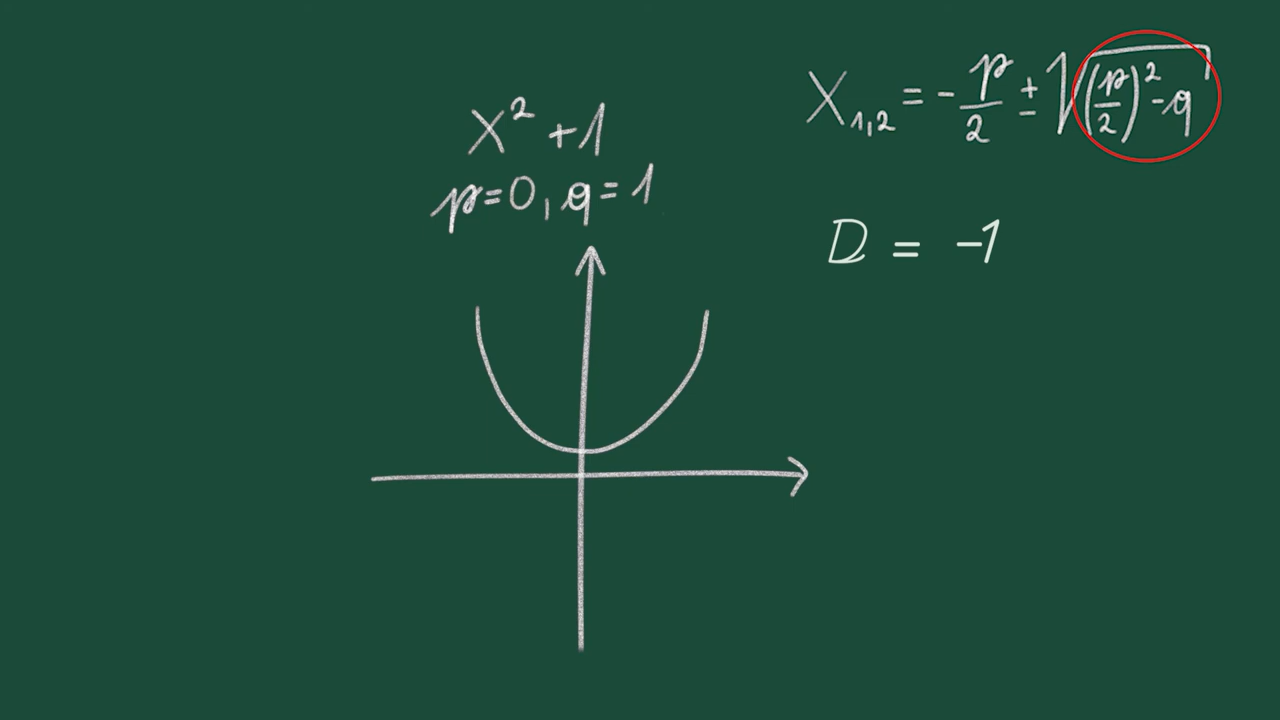 x² + 1
p = 0, q = 1
X₁,₂ = - p/2 ± √((p/2)² - q)
D = -1